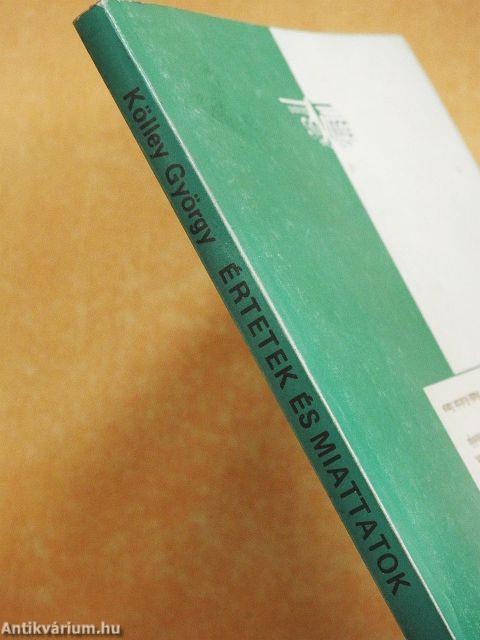 Kölley György ÉRTETEK ÉS MIATTATOK
Antikvárium.hu